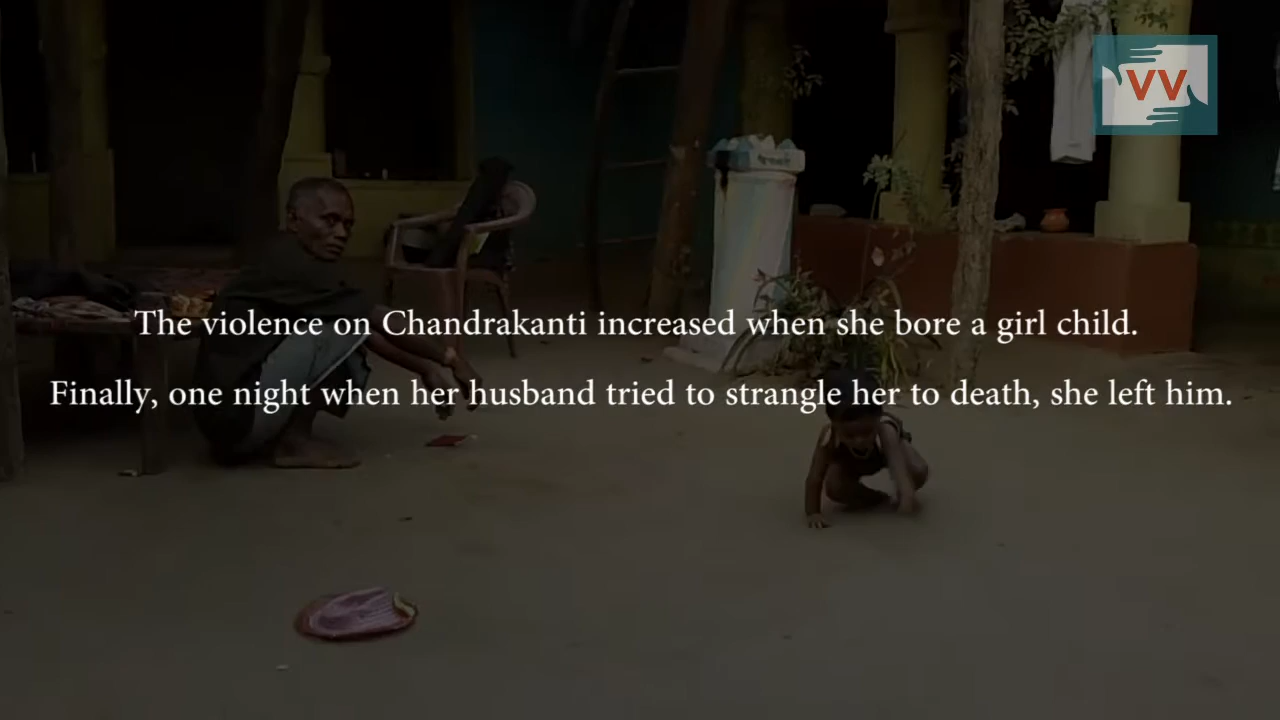 VV
The violence on Chandrakanti increased when she bore a girl child.
Finally, one night when her husband tried to strangle her to death, she left him.